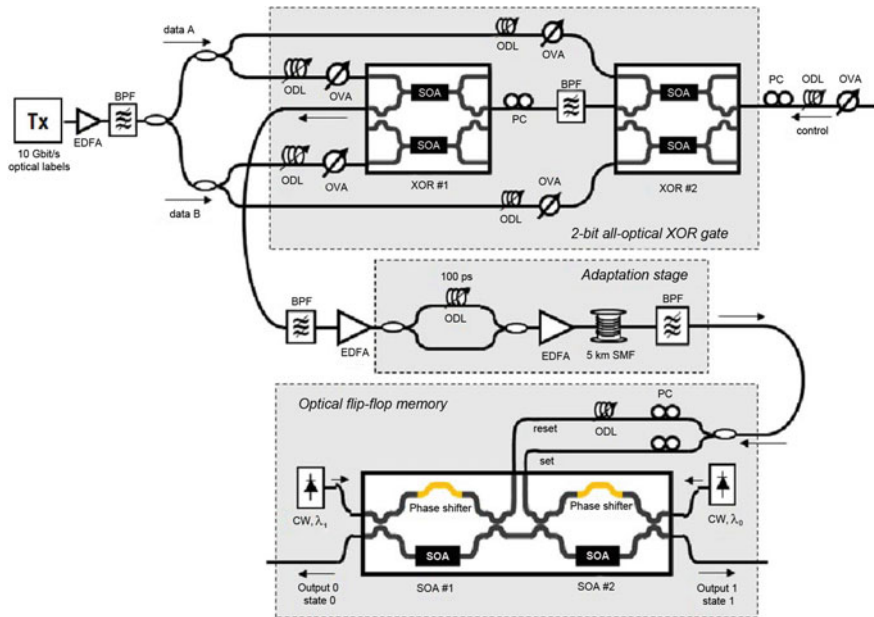 data A
ODL
OVA
BPF
Tx
EDFA
10 Gbit/s
optical labels
ODL
OVA
SOA
SOA
PC
BPF
SOA
SOA
PC
ODL
OVA
control
ODL
OVA
XOR #1
OVA
ODL
XOR #2
data B
2-bit all-optical XOR gate
100 ps
ODL
Adaptation stage
BPF
EDFA
EDFA
5 km SMF
BPF
Optical flip-flop memory
PC
reset
ODL
set
CW, λ₁
Phase shifter
Phase shifter
CW, λ₀
SOA
SOA
Output 0
state 0
SOA #1
SOA #2
Output 1
state 1